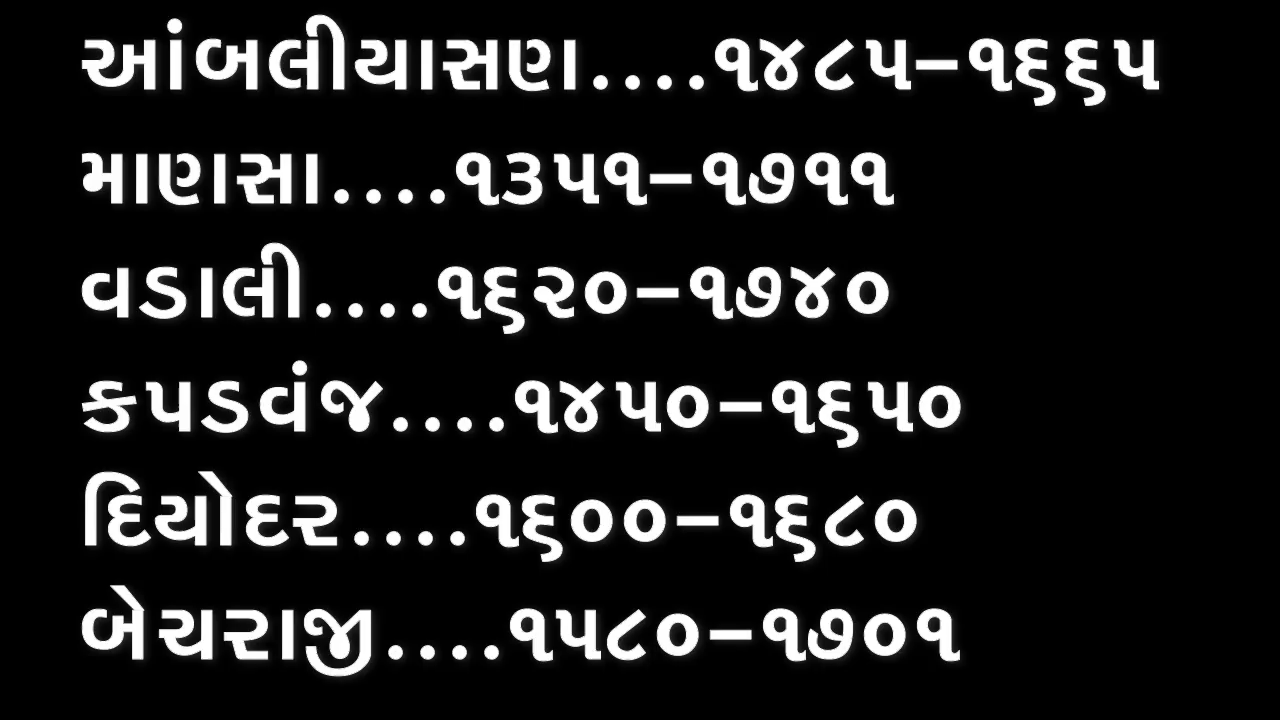 આંબલીયાસણ....૧૪૮૫–૧૬૬૫
માણસા....૧૩૫૧–૧૭૧૧
વડાલી....૧૬૨૦–૧૭૪૦
કપડવંજ....૧૪૫૦–૧૬૫૦
દિયોદર....૧૬૦૦–૧૬૮૦
બેચરાજી....૧૫૮૦–૧૭૦૧